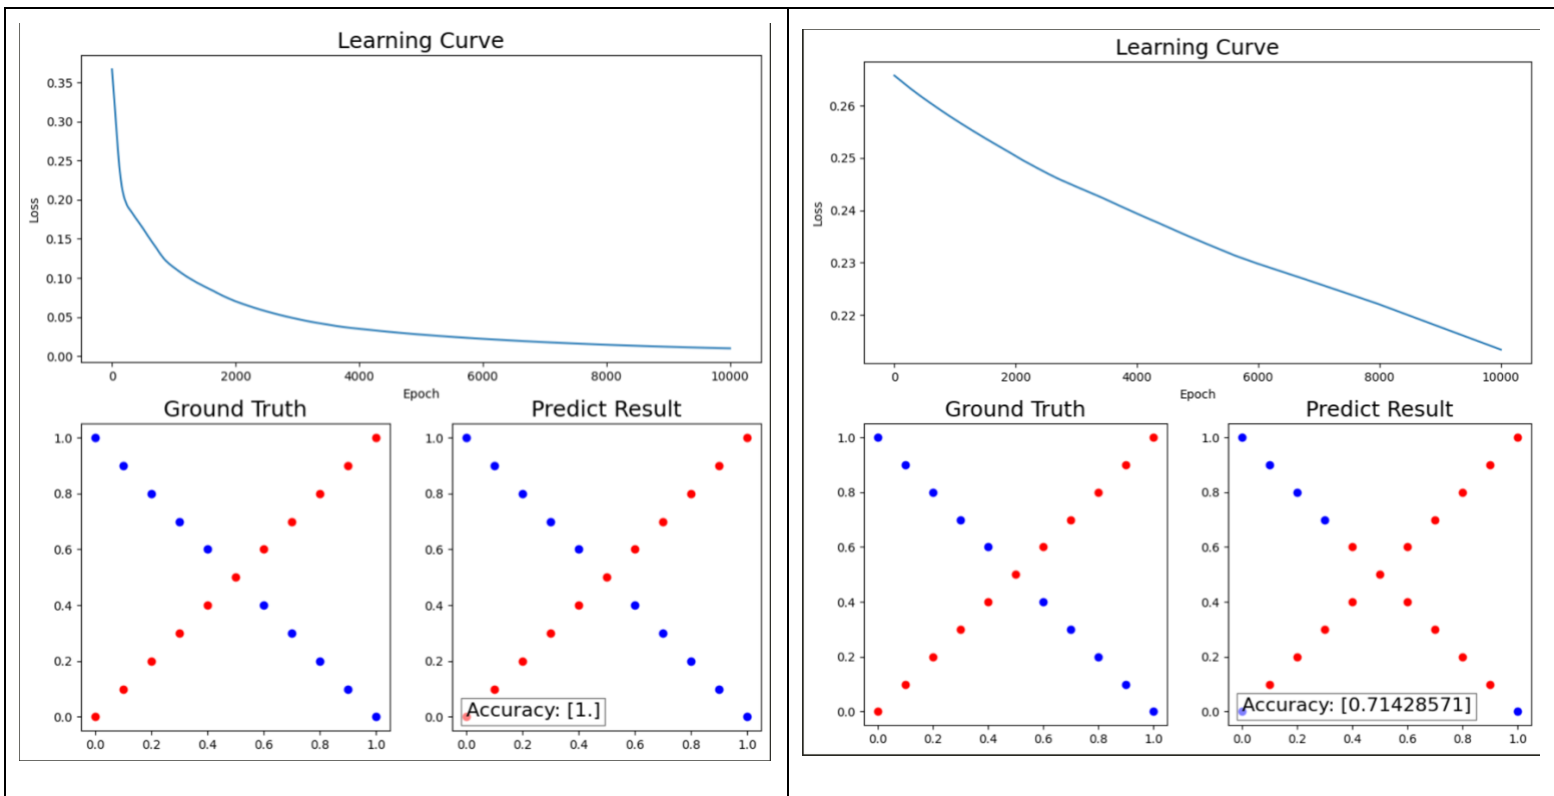 Learning Curve
0.35
0.30
0.25
0.20
0.15
0.10
0.05
0.00
Loss
0 2000 4000 6000 8000 10000
Epoch
Ground Truth
1.0
0.8
0.6
0.4
0.2
0.0
0.0 0.2 0.4 0.6 0.8 1.0
Predict Result
1.0
0.8
0.6
0.4
0.2
0.0
Accuracy: [1.]
0.0 0.2 0.4 0.6 0.8 1.0
Learning Curve
0.26
0.25
0.24
0.23
0.22
Loss
0 2000 4000 6000 8000 10000
Epoch
Ground Truth
1.0
0.8
0.6
0.4
0.2
0.0
0.0 0.2 0.4 0.6 0.8 1.0
Predict Result
1.0
0.8
0.6
0.4
0.2
0.0
Accuracy: [0.71428571]
0.0 0.2 0.4 0.6 0.8 1.0